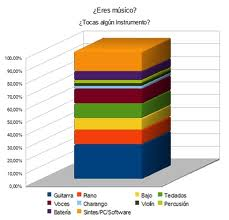 ¿Eres músico?
¿Tocas algún Instrumento?
100,00%
90,00%
80,00%
70,00%
60,00%
50,00%
40,00%
30,00%
20,00%
10,00%
0,00%
Guitarra Piano Bajo Teclados
Voces Charango Violín Percusión
Batería Sintes/PC/Software